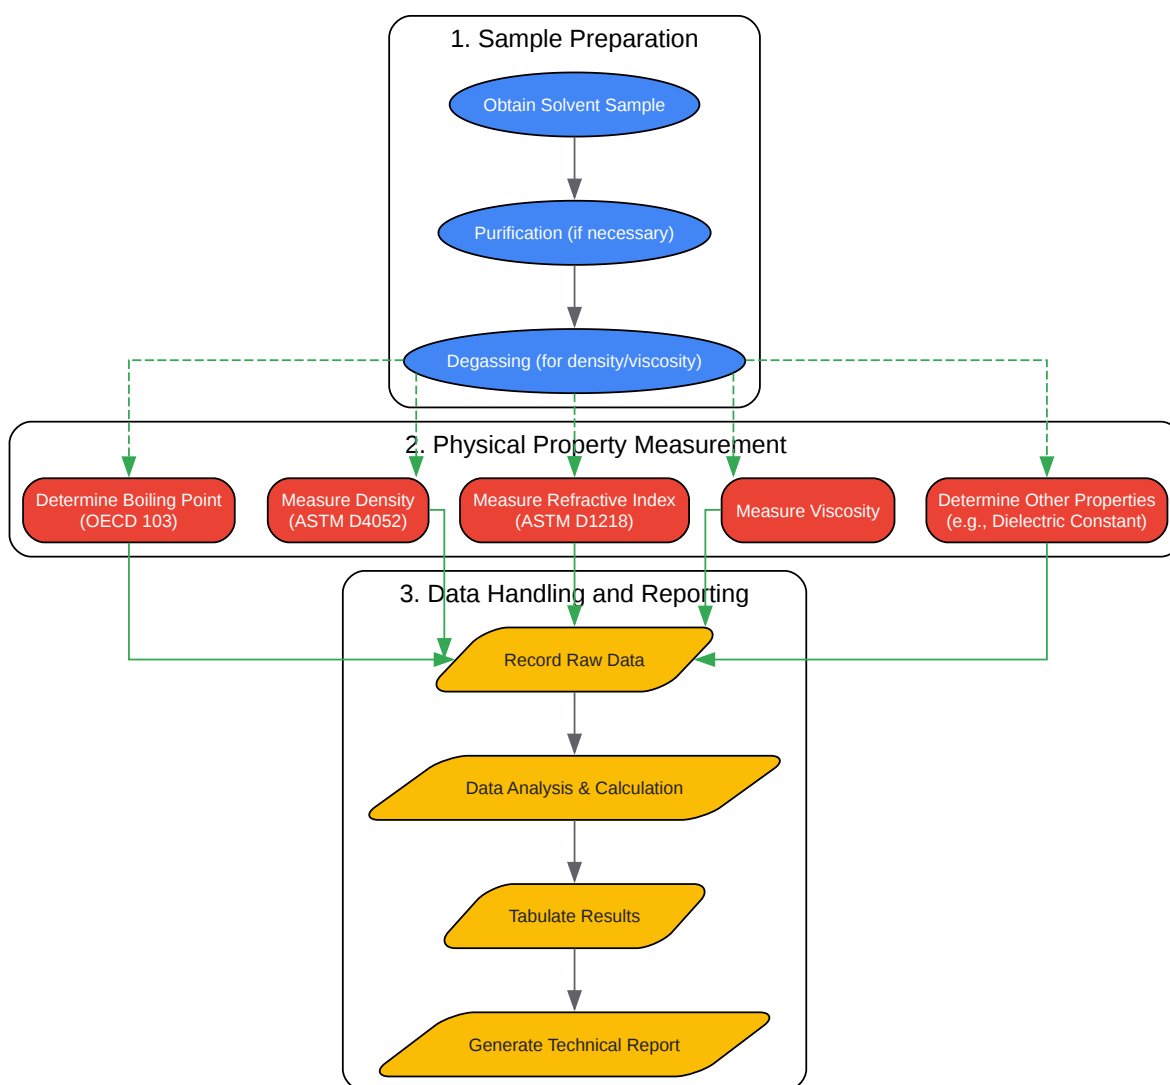 1. Sample Preparation
Obtain Solvent Sample
Purification (if necessary)
Degassing (for density/viscosity)
2. Physical Property Measurement
Determine Boiling Point
(OECD 103)
Measure Density
(ASTM D4052)
Measure Refractive Index
(ASTM D1218)
Measure Viscosity
Determine Other Properties
(e.g., Dielectric Constant)
3. Data Handling and Reporting
Record Raw Data
Data Analysis & Calculation
Tabulate Results
Generate Technical Report